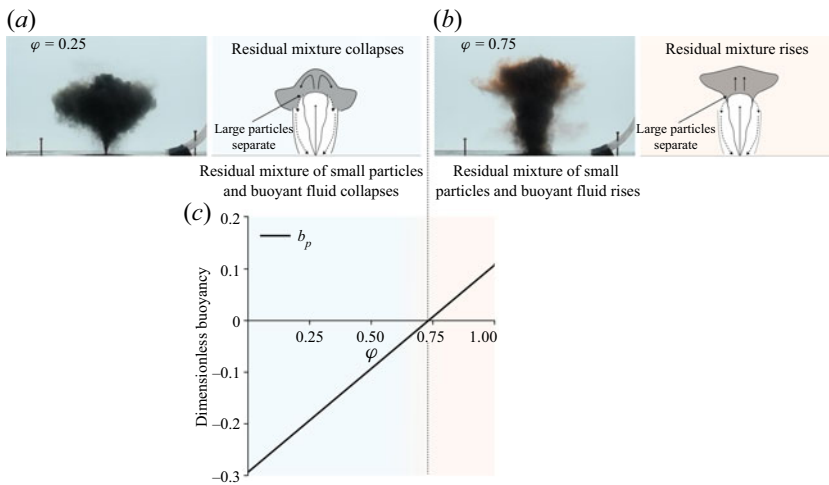 (a)
φ = 0.25
Residual mixture collapses
Large particles
separate
Residual mixture of small particles
and buoyant fluid collapses
(b)
φ = 0.75
Residual mixture rises
Large particles
separate
Residual mixture of small
particles and buoyant fluid rises
(c)
0.2
0.1
0
–0.1
–0.2
–0.3
Dimensionless buoyancy
b_p
0.25
0.50
0.75
1.00
φ